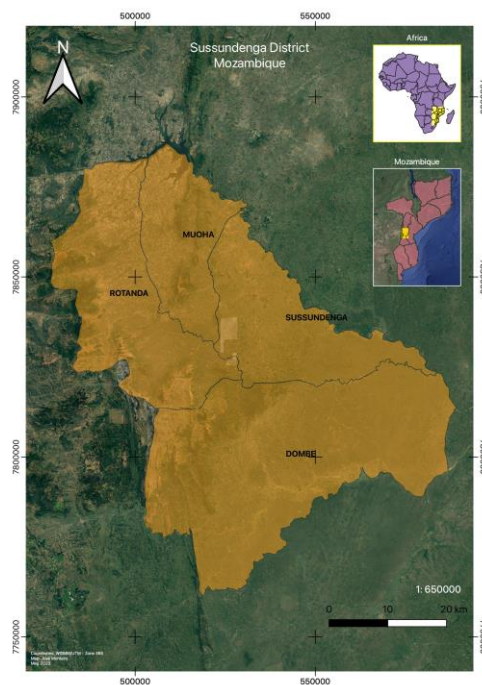 500000
550000
N
Sussundenga District
Mozambique
Africa
7900000
Mozambique
7850000
MUOHA
ROTANDA
SUSSUNDENGA
7800000
DOMBE
1: 650000
0
10
20 km
7750000
500000
550000